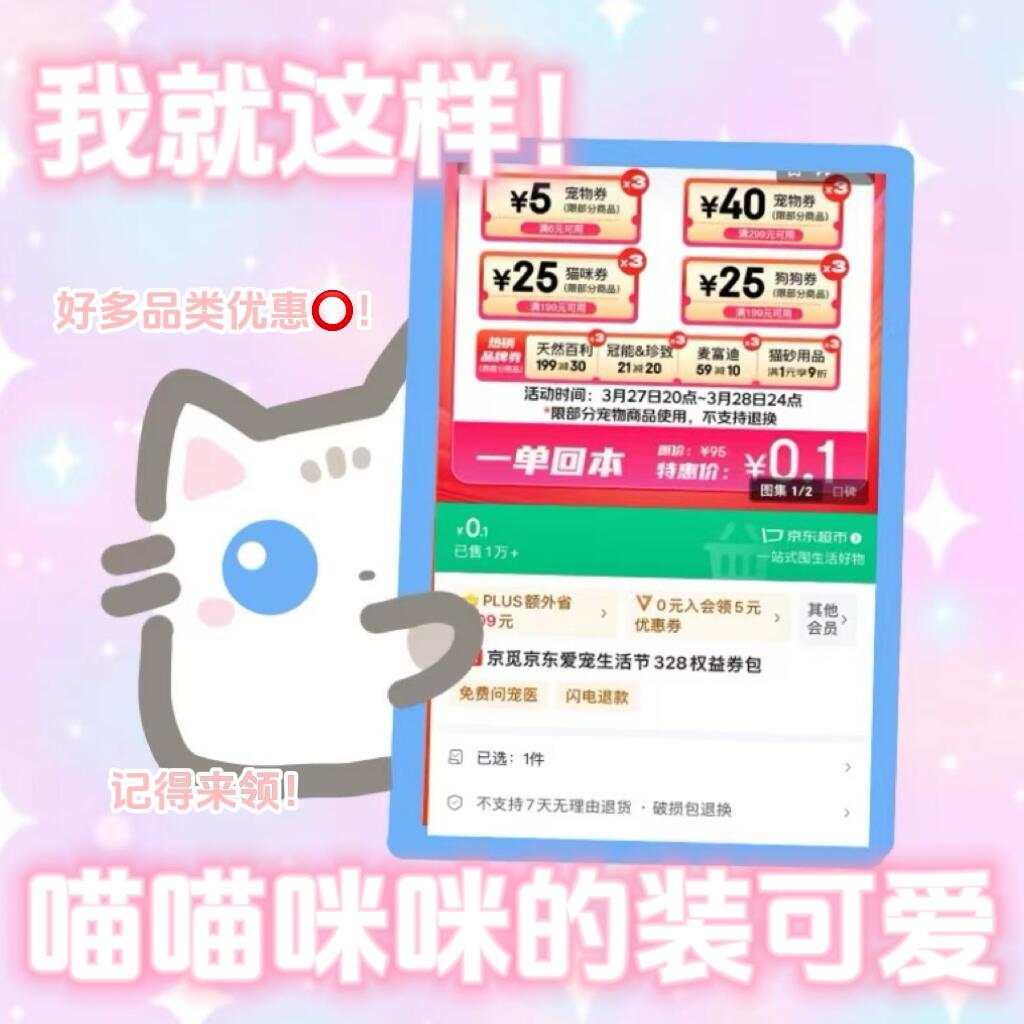 我就这样！
好多品类优惠⭕！
¥5 宠物券 x3
(限部分商品)
满6元可用
¥40 宠物券 x3
(限部分商品)
满299元可用
¥25 猫咪券 x3
(限部分商品)
满199元可用
¥25 狗狗券 x3
(限部分商品)
满199元可用
热销
品牌券
天然百利 x3
199减30
冠能&珍致 x3
21减20
麦富迪 x3
59减10
猫砂用品 x3
满1元享9折
活动时间：3月27日20点~3月28日24点
*限部分宠物商品使用，不支持退换
一单回本
原价：¥95
特惠价：¥0.1
图集 1/2 口碑
¥0.1
已售1万+
京东超市
一站式囤生活好物
PLUS额外省
09元
0元入会领5元
优惠券
其他
会员
京觅京东爱宠生活节328权益券包
免费问宠医 闪电退款
已选：1件
不支持7天无理由退货 · 破损包退换
记得来领！
喵喵咪咪的装可爱